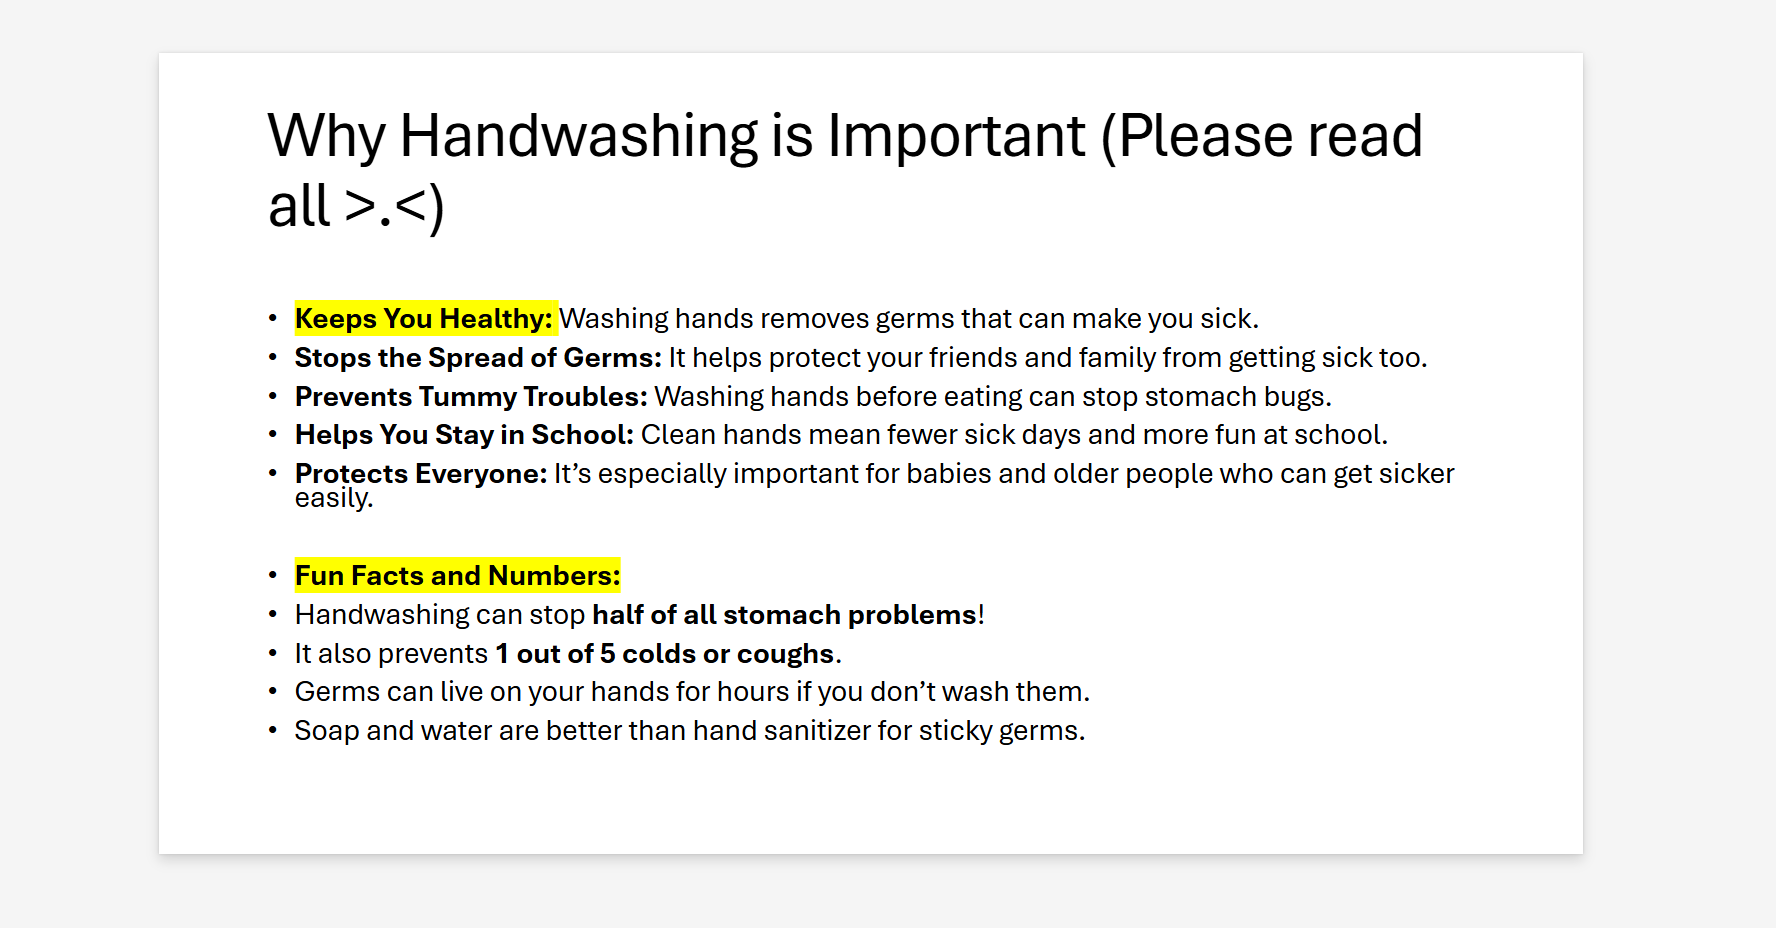 Why Handwashing is Important (Please read
all >.<)
• Keeps You Healthy: Washing hands removes germs that can make you sick.
• Stops the Spread of Germs: It helps protect your friends and family from getting sick too.
• Prevents Tummy Troubles: Washing hands before eating can stop stomach bugs.
• Helps You Stay in School: Clean hands mean fewer sick days and more fun at school.
• Protects Everyone: It’s especially important for babies and older people who can get sicker
easily.
• Fun Facts and Numbers:
• Handwashing can stop half of all stomach problems!
• It also prevents 1 out of 5 colds or coughs.
• Germs can live on your hands for hours if you don’t wash them.
• Soap and water are better than hand sanitizer for sticky germs.